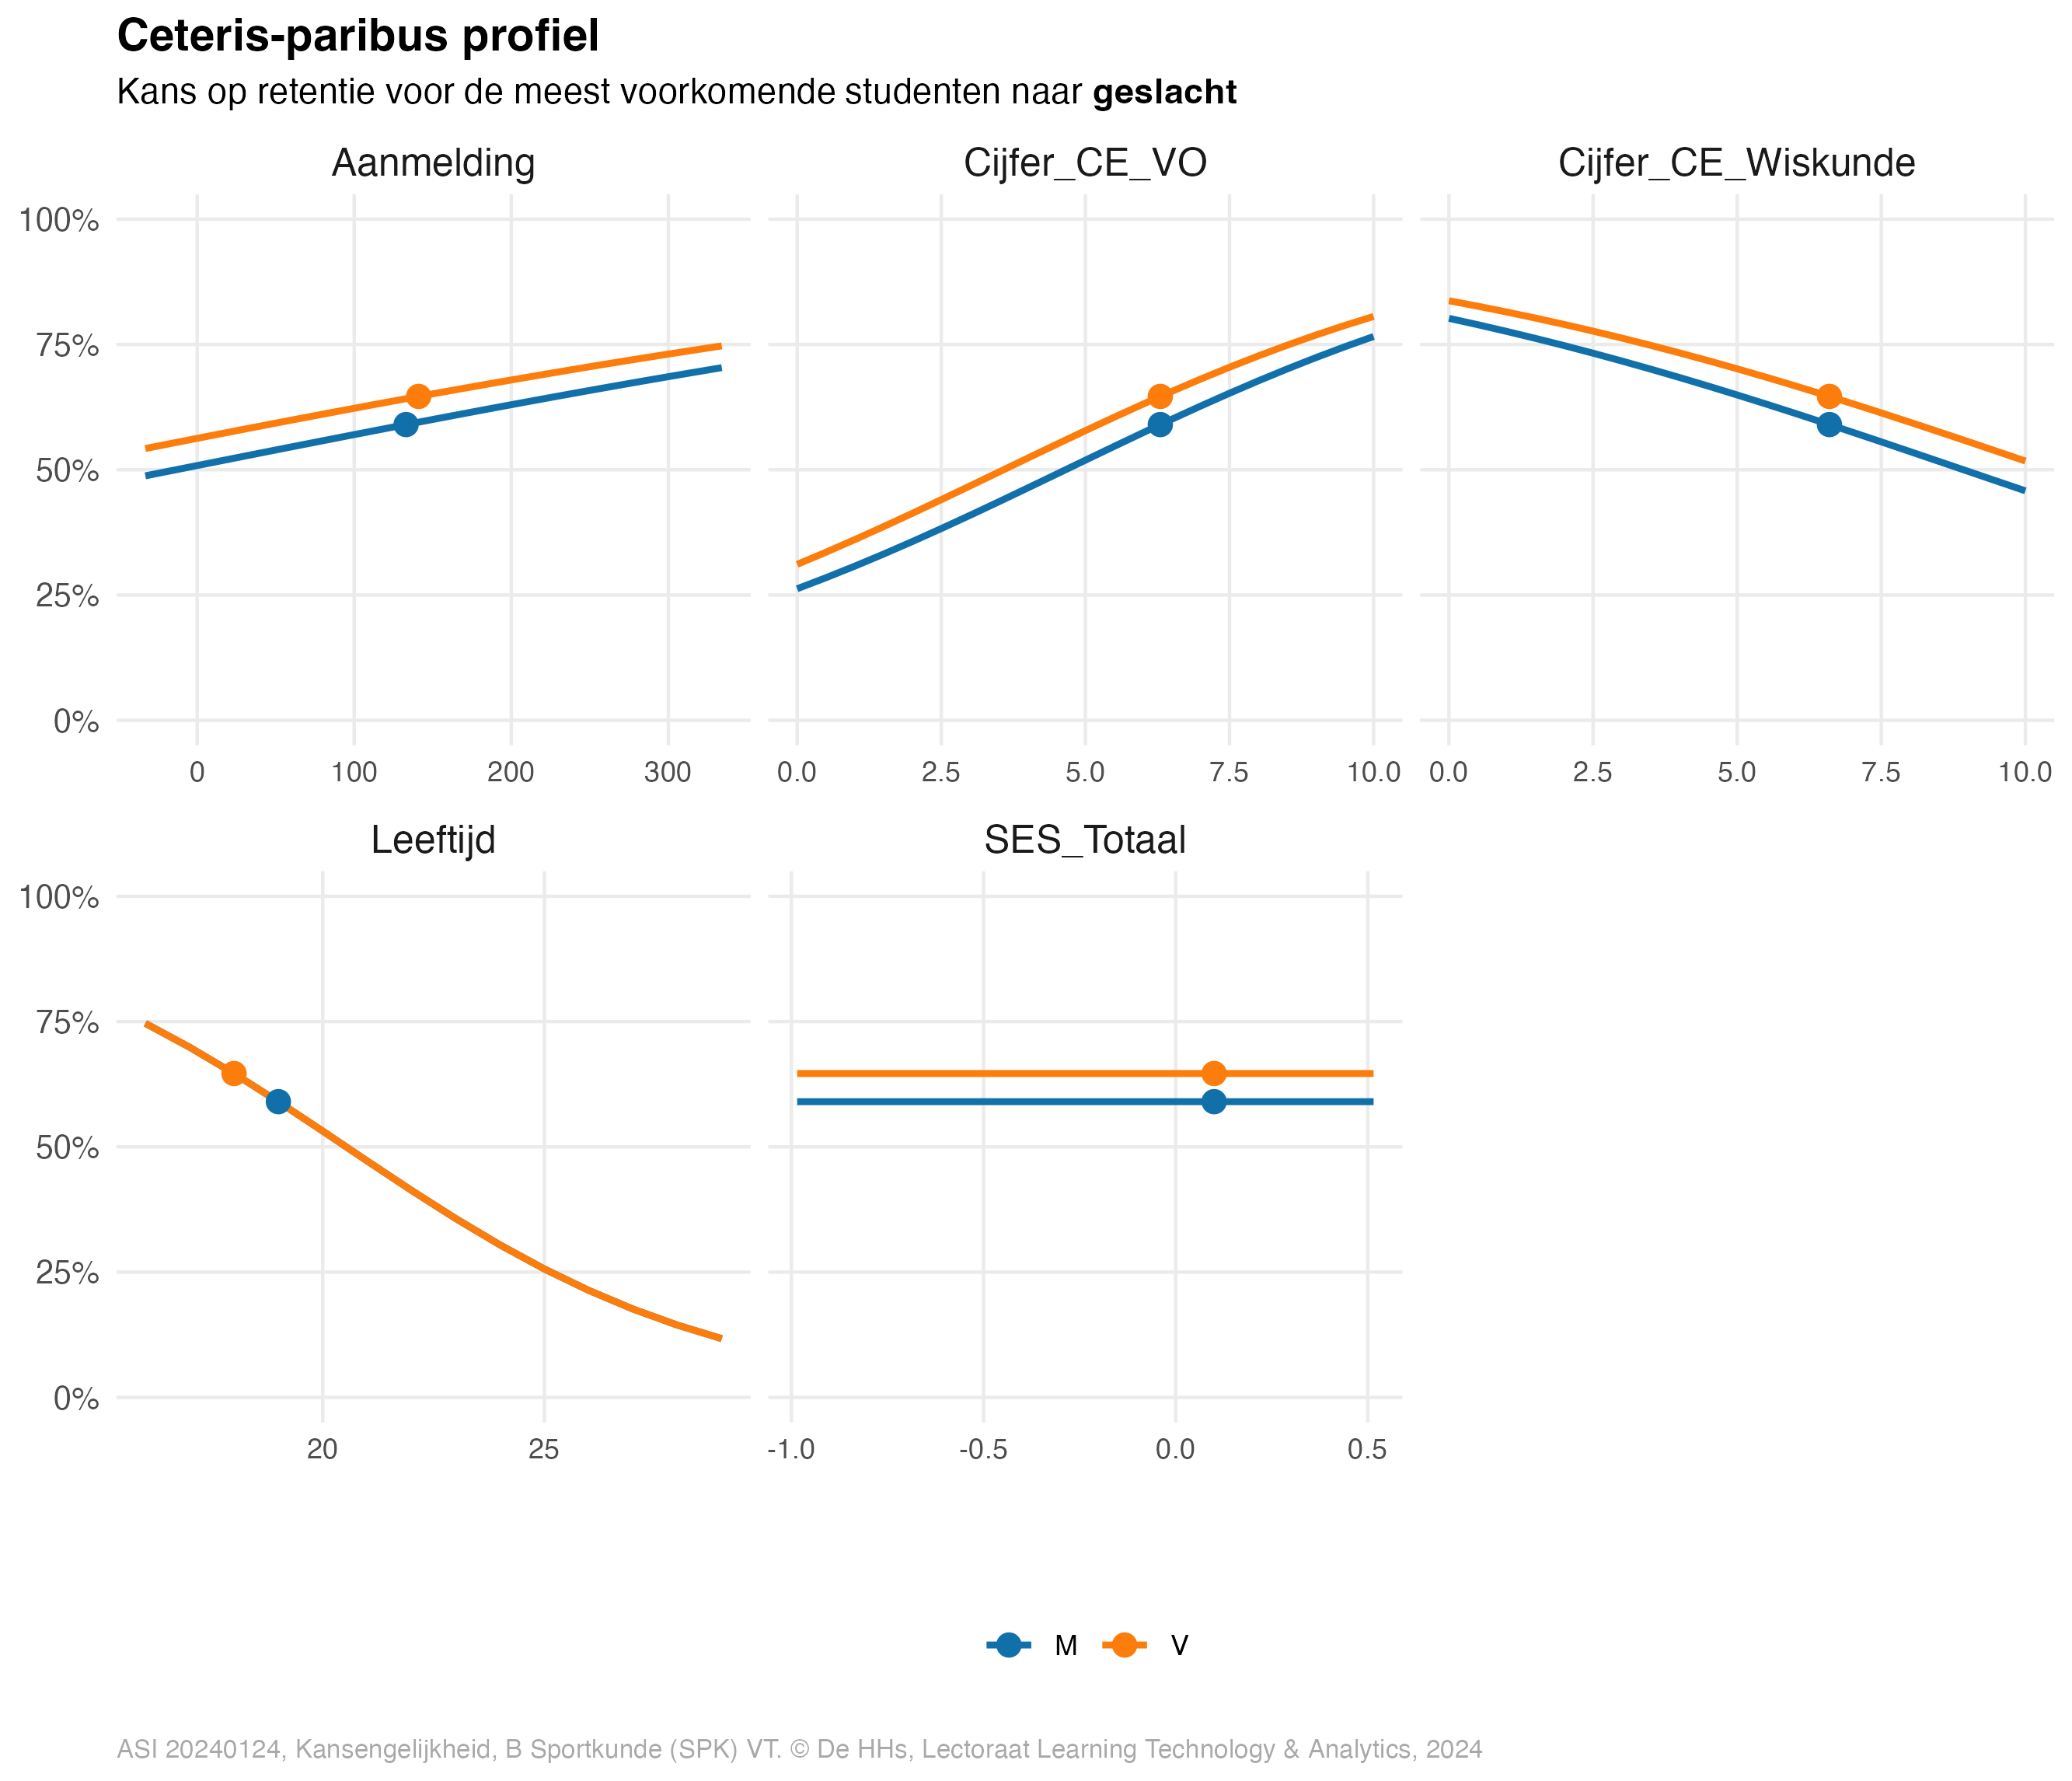 Ceteris-paribus profiel
Kans op retentie voor de meest voorkomende studenten naar geslacht
Aanmelding
Cijfer_CE_VO
Cijfer_CE_Wiskunde
100%
75%
50%
25%
0%
0 100 200 300
0.0 2.5 5.0 7.5 10.0
0.0 2.5 5.0 7.5 10.0
Leeftijd
SES_Totaal
100%
75%
50%
25%
0%
20 25
-1.0 -0.5 0.0 0.5
M V
ASI 20240124, Kansengelijkheid, B Sportkunde (SPK) VT. © De HHs, Lectoraat Learning Technology & Analytics, 2024